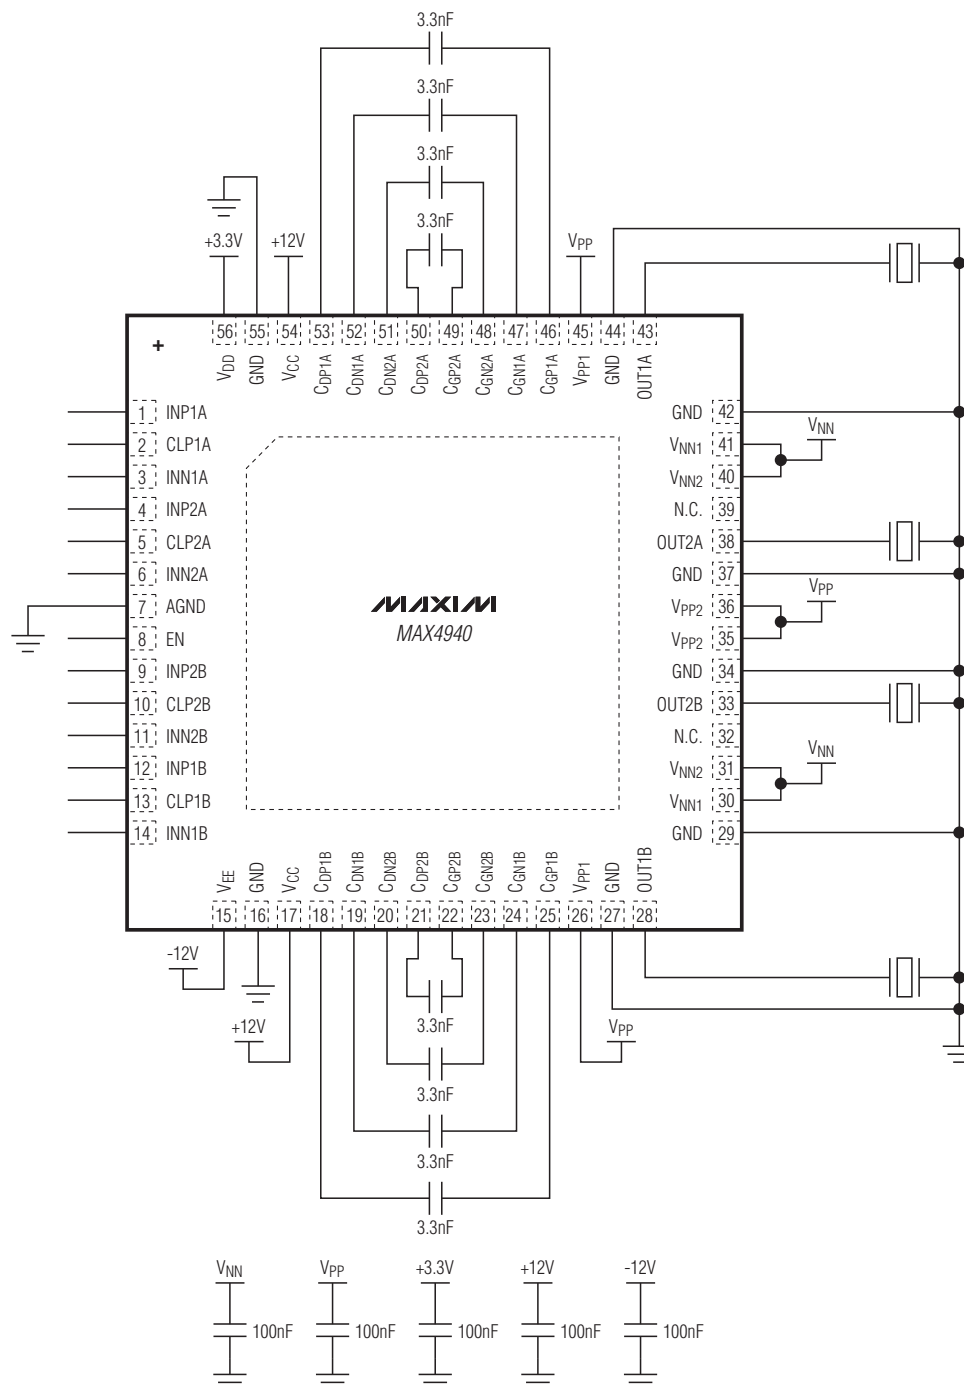 3.3nF
3.3nF
3.3nF
3.3nF
+3.3V
+12V
VPP
56 55 54 53 52 51 50 49 48 47 46 45 44 43
+
VDD GND VCC CDP1A CDN1A CDN2A CDP2A CGP2A CGN2A CGN1A CGP1A VPP1 GND OUT1A
1 INP1A
2 CLP1A
3 INN1A
4 INP2A
5 CLP2A
6 INN2A
7 AGND
8 EN
9 INP2B
10 CLP2B
11 INN2B
12 INP1B
13 CLP1B
14 INN1B
MAXIM
MAX4940
GND 42
VNN1 41
VNN
VNN2 40
N.C. 39
OUT2A 38
GND 37
VPP2 36
VPP
VPP2 35
GND 34
OUT2B 33
N.C. 32
VNN2 31
VNN
VNN1 30
GND 29
VEE GND VCC CDP1B CDN1B CDN2B CDP2B CGP2B CGN2B CGN1B CGP1B VPP1 GND OUT1B
15 16 17 18 19 20 21 22 23 24 25 26 27 28
-12V
+12V
VPP
3.3nF
3.3nF
3.3nF
3.3nF
VNN VPP +3.3V +12V -12V
100nF 100nF 100nF 100nF 100nF